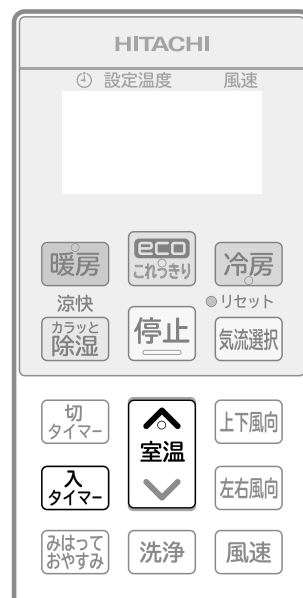 HITACHI
設定温度 風速
暖房
eco
これっきり
冷房
涼快
リセット
カラッと
除湿
停止
気流選択
切
タイマー
室温
上下風向
入
タイマー
左右風向
みはって
おやすみ
洗浄
風速